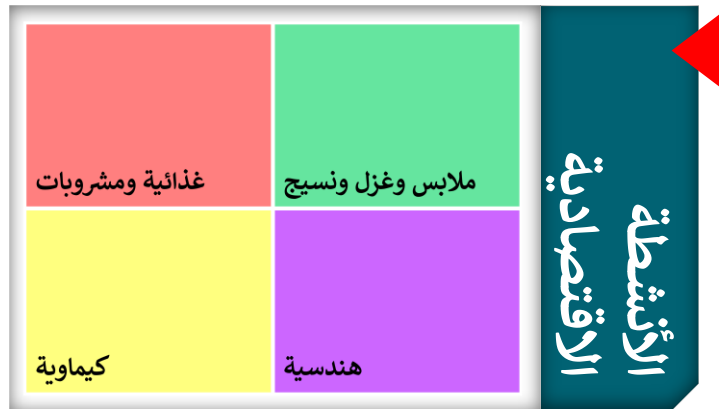 الأنشطة
الاقتصادية
ملابس وغزل ونسيج
غذائية ومشروبات
هندسية
كيماوية